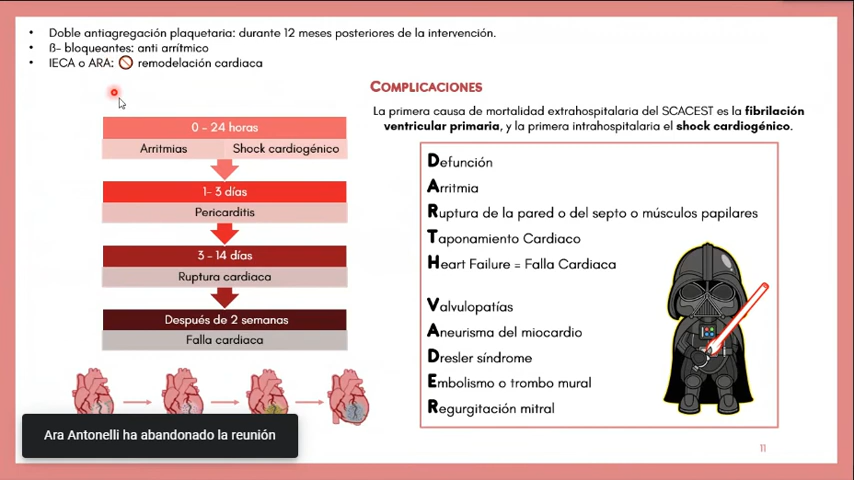 Doble antiagregación plaquetaria: durante 12 meses posteriores de la intervención.
ß- bloqueantes: anti arrítmico
IECA o ARA: remodelación cardiaca
0 - 24 horas
Arritmias Shock cardiogénico
1- 3 días
Pericarditis
3 - 14 días
Ruptura cardiaca
Después de 2 semanas
Falla cardiaca
Ara Antonelli ha abandonado la reunión
COMPLICACIONES
La primera causa de mortalidad extrahospitalaria del SCACEST es la fibrilación
ventricular primaria, y la primera intrahospitalaria el shock cardiogénico.
Defunción
Arritmia
Ruptura de la pared o del septo o músculos papilares
Taponamiento Cardiaco
Heart Failure = Falla Cardiaca
Valvulopatías
Aneurisma del miocardio
Dresler síndrome
Embolismo o trombo mural
Regurgitación mitral
11